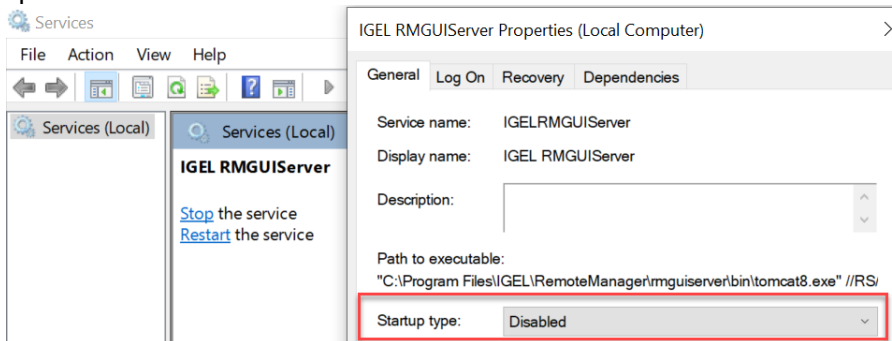 Services
File Action View Help
Services (Local)
Services (Local)
IGEL RMGUIServer
Stop the service
Restart the service
IGEL RMGUIServer Properties (Local Computer)
General Log On Recovery Dependencies
Service name: IGELRMGUIServer
Display name: IGEL RMGUIServer
Description:
Path to executable:
"C:\Program Files\IGEL\RemoteManager\rmguiserver\bin\tomcat8.exe" //RS/
Startup type: Disabled